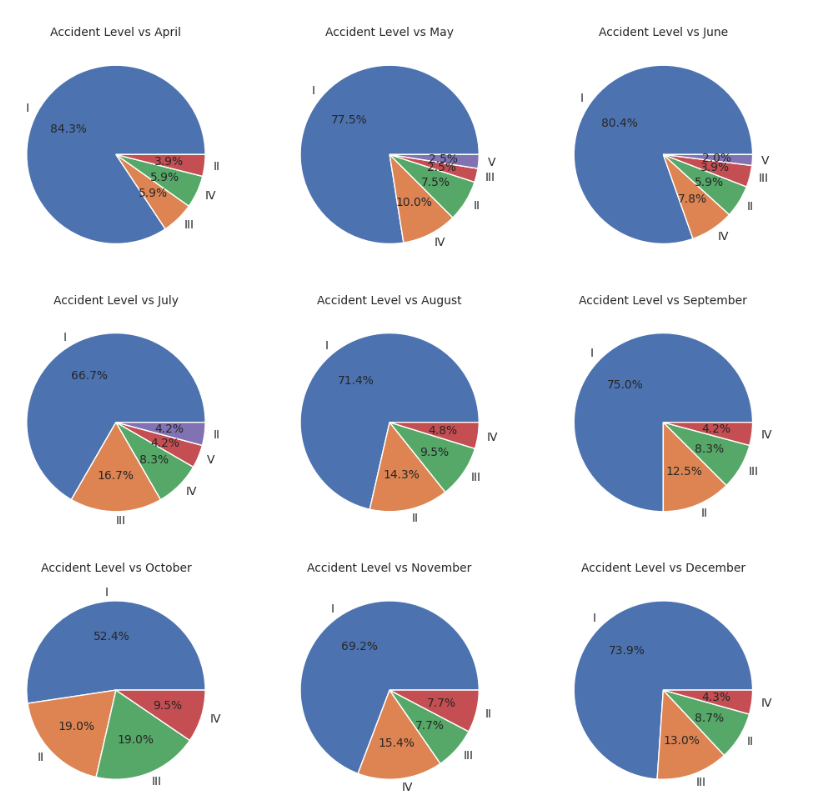 Accident Level vs April
I
84.3%
3.9%
II
5.9%
IV
5.9%
III
Accident Level vs May
I
77.5%
2.5%
V
2.5%
III
7.5%
II
10.0%
IV
Accident Level vs June
I
80.4%
2.0%
V
3.9%
III
5.9%
II
7.8%
IV
Accident Level vs July
I
66.7%
4.2%
II
4.2%
V
8.3%
IV
16.7%
III
Accident Level vs August
I
71.4%
4.8%
IV
9.5%
III
14.3%
II
Accident Level vs September
I
75.0%
4.2%
IV
8.3%
III
12.5%
II
Accident Level vs October
I
52.4%
9.5%
IV
19.0%
II
19.0%
III
Accident Level vs November
I
69.2%
7.7%
II
7.7%
III
15.4%
IV
Accident Level vs December
I
73.9%
4.3%
IV
8.7%
II
13.0%
III